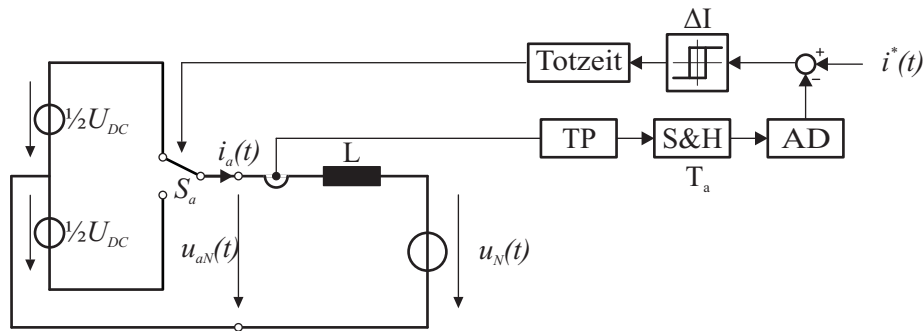 ΔI
Totzeit
+
−
i*(t)
½U_DC
i_a(t)
L
TP
S&H
AD
T_a
S_a
½U_DC
u_aN(t)
u_N(t)